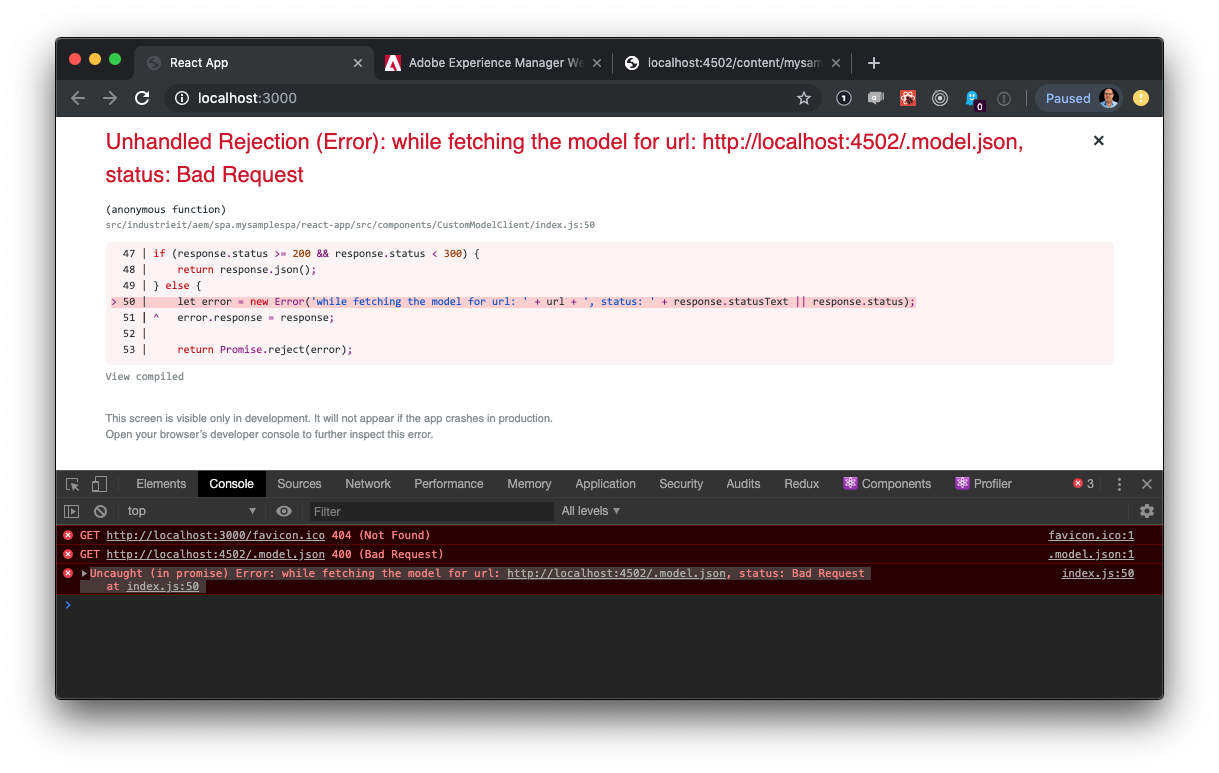 React App
Adobe Experience Manager We
localhost:4502/content/mysam
localhost:3000
Paused
0
Unhandled Rejection (Error): while fetching the model for url: http://localhost:4502/.model.json,
status: Bad Request
(anonymous function)
src/industrieit/aem/spa.mysamplespa/react-app/src/components/CustomModelClient/index.js:50
47 | if (response.status >= 200 && response.status < 300) {
48 |     return response.json();
49 | } else {
> 50 |     let error = new Error('while fetching the model for url: ' + url + ', status: ' + response.statusText || response.status);
51 | ^   error.response = response;
52 |
53 |     return Promise.reject(error);
View compiled
This screen is visible only in development. It will not appear if the app crashes in production.
Open your browser's developer console to further inspect this error.
Elements Console Sources Network Performance Memory Application Security Audits Redux Components Profiler 3
top Filter All levels
GET http://localhost:3000/favicon.ico 404 (Not Found) favicon.ico:1
GET http://localhost:4502/.model.json 400 (Bad Request) .model.json:1
Uncaught (in promise) Error: while fetching the model for url: http://localhost:4502/.model.json, status: Bad Request index.js:50
at index.js:50